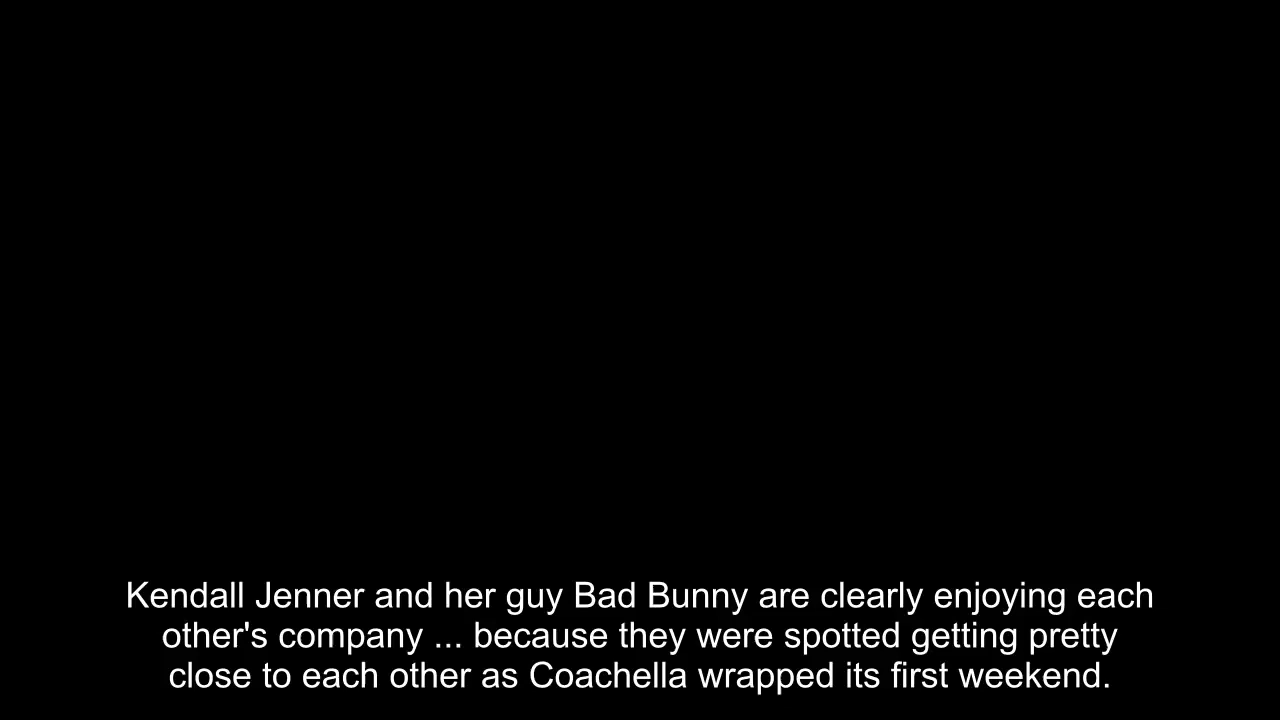 Kendall Jenner and her guy Bad Bunny are clearly enjoying each
other's company ... because they were spotted getting pretty
close to each other as Coachella wrapped its first weekend.